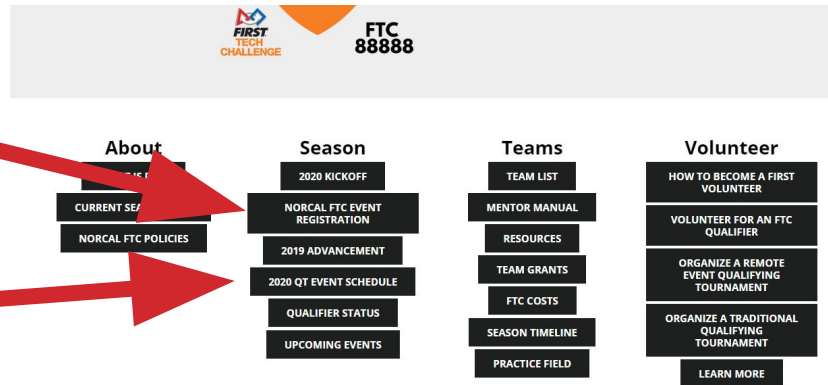 FIRST
TECH
CHALLENGE
FTC
88888
About
IS
CURRENT
NORCAL FTC POLICIES
Season
2020 KICKOFF
NORCAL FTC EVENT
REGISTRATION
2019 ADVANCEMENT
2020 QT EVENT SCHEDULE
QUALIFIER STATUS
UPCOMING EVENTS
Teams
TEAM LIST
MENTOR MANUAL
RESOURCES
TEAM GRANTS
FTC COSTS
SEASON TIMELINE
PRACTICE FIELD
Volunteer
HOW TO BECOME A FIRST
VOLUNTEER
VOLUNTEER FOR AN FTC
QUALIFIER
ORGANIZE A REMOTE
EVENT QUALIFYING
TOURNAMENT
ORGANIZE A TRADITIONAL
QUALIFYING
TOURNAMENT
LEARN MORE